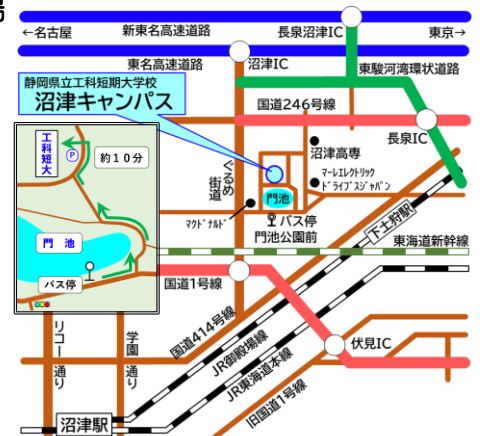 場
←名古屋
新東名高速道路
長泉沼津IC
東京→
東名高速道路
沼津IC
東駿河湾環状道路
静岡県立工科短期大学校
沼津キャンパス
国道246号線
長泉IC
工科短大
P
約10分
門池
バス停
ぐるめ街道
沼津高専
マーレエレクトリック
ドライブスジャパン
門池
マクドナルド
バス停
門池公園前
下土狩駅
東海道新幹線
国道1号線
国道414号線
JR御殿場線
JR東海道本線
旧国道1号線
伏見IC
リコー通り
学園通り
沼津駅